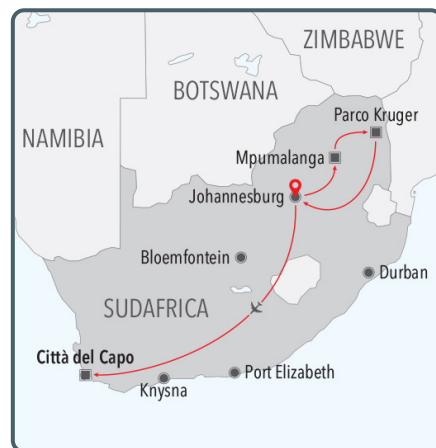 ZIMBABWE
BOTSWANA
Parco Kruger
NAMIBIA
Mpumalanga
Johannesburg
Bloemfontein
Durban
SUDAFRICA
Città del Capo
Port Elizabeth
Knysna